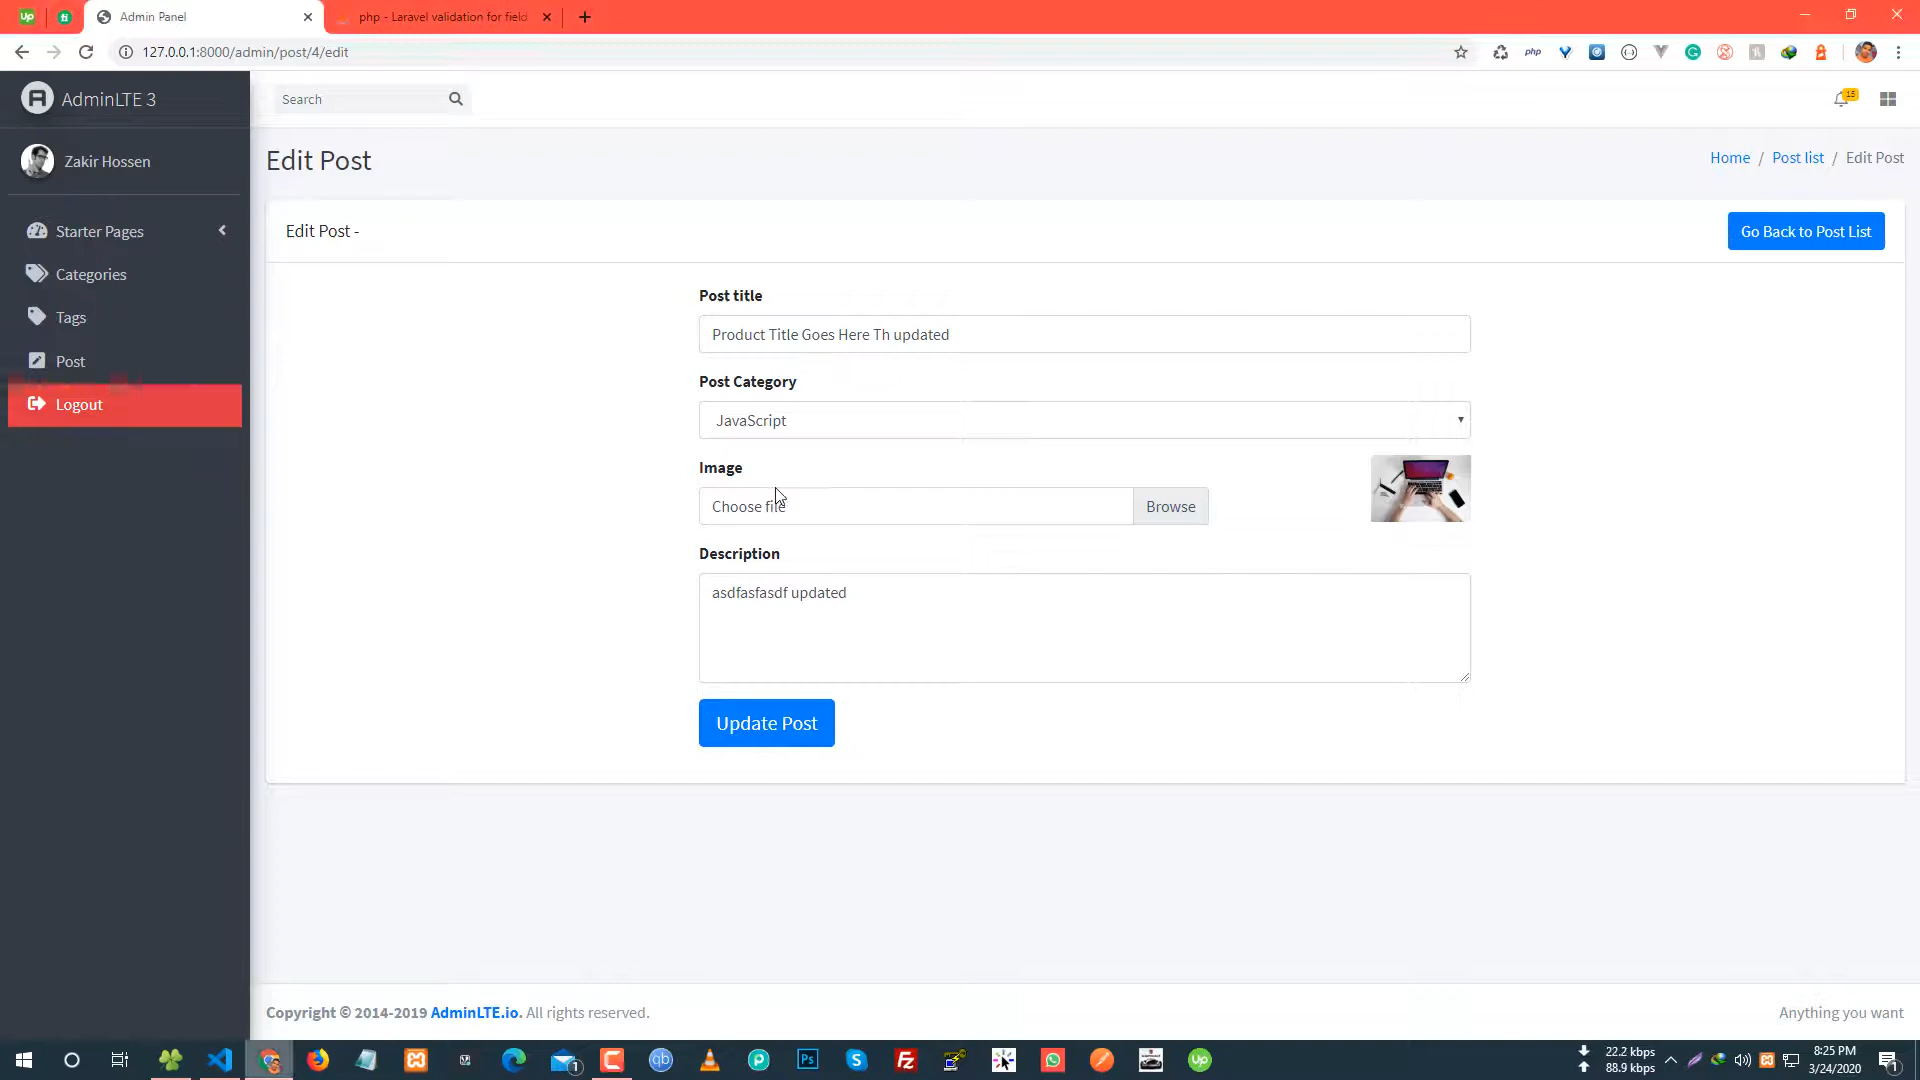 Admin Panel
php - Laravel validation for field
127.0.0.1:8000/admin/post/4/edit
AdminLTE 3
Search
15
Zakir Hossen
Edit Post
Home / Post list / Edit Post
Starter Pages
Categories
Tags
Post
Logout
Edit Post -
Go Back to Post List
Post title
Product Title Goes Here Th updated
Post Category
JavaScript
Image
Choose file
Browse
Description
asdfasfasdf updated
Update Post
Copyright © 2014-2019 AdminLTE.io. All rights reserved.
Anything you want
22.2 kbps
88.9 kbps
8:25 PM
3/24/2020